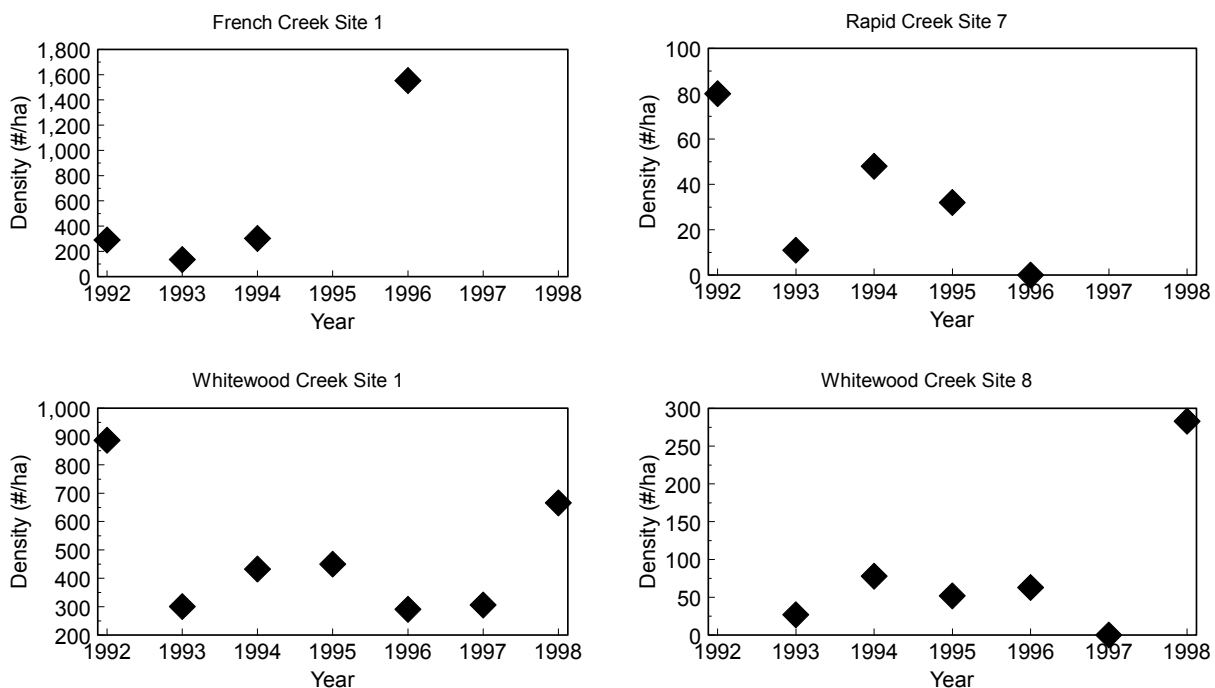 French Creek Site 1
1,800
1,600
1,400
1,200
1,000
800
600
400
200
0
Density (#/ha)
1992 1993 1994 1995 1996 1997 1998
Year
Rapid Creek Site 7
100
80
60
40
20
0
Density (#/ha)
1992 1993 1994 1995 1996 1997 1998
Year
Whitewood Creek Site 1
1,000
900
800
700
600
500
400
300
200
Density (#/ha)
1992 1993 1994 1995 1996 1997 1998
Year
Whitewood Creek Site 8
300
250
200
150
100
50
0
Density (#/ha)
1992 1993 1994 1995 1996 1997 1998
Year